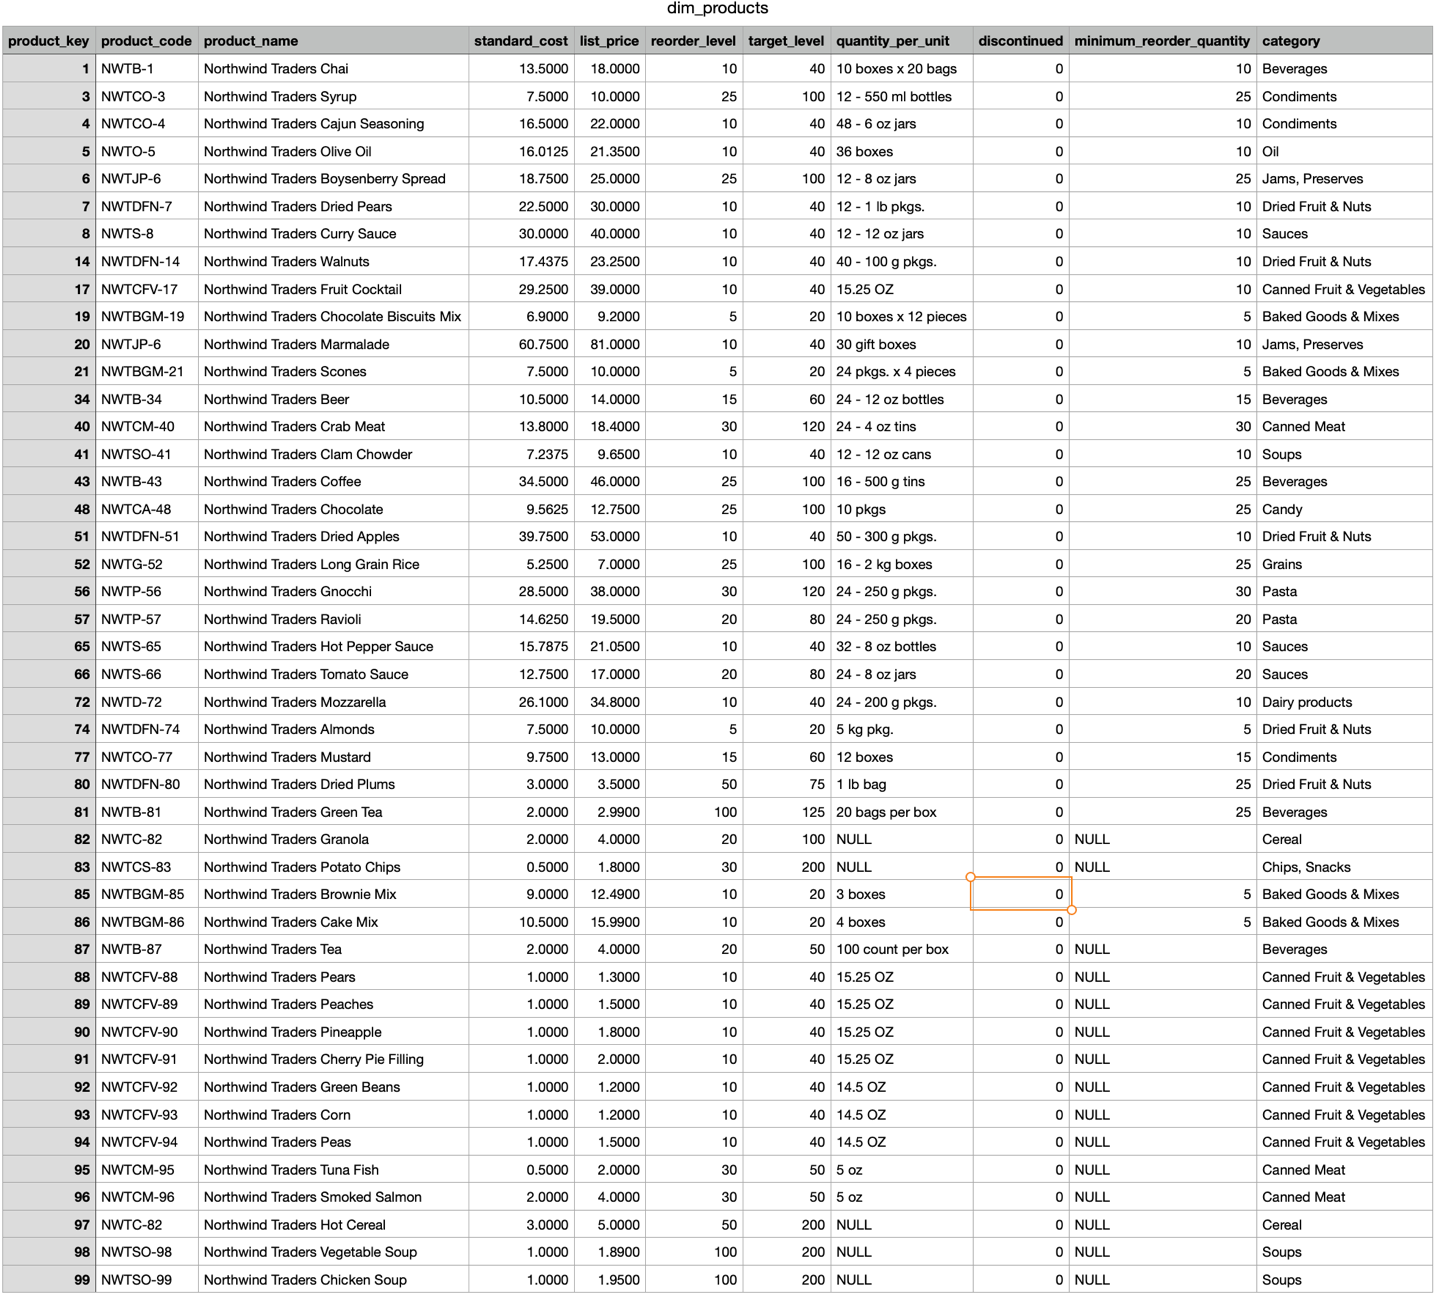 dim_products
product_key product_code product_name standard_cost list_price reorder_level target_level quantity_per_unit discontinued minimum_reorder_quantity category
1 NWTB-1 Northwind Traders Chai 13.5000 18.0000 10 40 10 boxes x 20 bags 0 10 Beverages
3 NWTCO-3 Northwind Traders Syrup 7.5000 10.0000 25 100 12 - 550 ml bottles 0 25 Condiments
4 NWTCO-4 Northwind Traders Cajun Seasoning 16.5000 22.0000 10 40 48 - 6 oz jars 0 10 Condiments
5 NWTO-5 Northwind Traders Olive Oil 16.0125 21.3500 10 40 36 boxes 0 10 Oil
6 NWTJP-6 Northwind Traders Boysenberry Spread 18.7500 25.0000 25 100 12 - 8 oz jars 0 25 Jams, Preserves
7 NWTDFN-7 Northwind Traders Dried Pears 22.5000 30.0000 10 40 12 - 1 lb pkgs. 0 10 Dried Fruit & Nuts
8 NWTS-8 Northwind Traders Curry Sauce 30.0000 40.0000 10 40 12 - 12 oz jars 0 10 Sauces
14 NWTDFN-14 Northwind Traders Walnuts 17.4375 23.2500 10 40 40 - 100 g pkgs. 0 10 Dried Fruit & Nuts
17 NWTCFV-17 Northwind Traders Fruit Cocktail 29.2500 39.0000 10 40 15.25 OZ 0 10 Canned Fruit & Vegetables
19 NWTBGM-19 Northwind Traders Chocolate Biscuits Mix 6.9000 9.2000 5 20 10 boxes x 12 pieces 0 5 Baked Goods & Mixes
20 NWTJP-6 Northwind Traders Marmalade 60.7500 81.0000 10 40 30 gift boxes 0 10 Jams, Preserves
21 NWTBGM-21 Northwind Traders Scones 7.5000 10.0000 5 20 24 pkgs. x 4 pieces 0 5 Baked Goods & Mixes
34 NWTB-34 Northwind Traders Beer 10.5000 14.0000 15 60 24 - 12 oz bottles 0 15 Beverages
40 NWTCM-40 Northwind Traders Crab Meat 13.8000 18.4000 30 120 24 - 4 oz tins 0 30 Canned Meat
41 NWTSO-41 Northwind Traders Clam Chowder 7.2375 9.6500 10 40 12 - 12 oz cans 0 10 Soups
43 NWTB-43 Northwind Traders Coffee 34.5000 46.0000 25 100 16 - 500 g tins 0 25 Beverages
48 NWTCA-48 Northwind Traders Chocolate 9.5625 12.7500 25 100 10 pkgs 0 25 Candy
51 NWTDFN-51 Northwind Traders Dried Apples 39.7500 53.0000 10 40 50 - 300 g pkgs. 0 10 Dried Fruit & Nuts
52 NWTG-52 Northwind Traders Long Grain Rice 5.2500 7.0000 25 100 16 - 2 kg boxes 0 25 Grains
56 NWTP-56 Northwind Traders Gnocchi 28.5000 38.0000 30 120 24 - 250 g pkgs. 0 30 Pasta
57 NWTP-57 Northwind Traders Ravioli 14.6250 19.5000 20 80 24 - 250 g pkgs. 0 20 Pasta
65 NWTS-65 Northwind Traders Hot Pepper Sauce 15.7875 21.0500 10 40 32 - 8 oz bottles 0 10 Sauces
66 NWTS-66 Northwind Traders Tomato Sauce 12.7500 17.0000 20 80 24 - 8 oz jars 0 20 Sauces
72 NWTD-72 Northwind Traders Mozzarella 26.1000 34.8000 10 40 24 - 200 g pkgs. 0 10 Dairy products
74 NWTDFN-74 Northwind Traders Almonds 7.5000 10.0000 5 20 5 kg pkg. 0 5 Dried Fruit & Nuts
77 NWTCO-77 Northwind Traders Mustard 9.7500 13.0000 15 60 12 boxes 0 15 Condiments
80 NWTDFN-80 Northwind Traders Dried Plums 3.0000 3.5000 50 75 1 lb bag 0 25 Dried Fruit & Nuts
81 NWTB-81 Northwind Traders Green Tea 2.0000 2.9900 100 125 20 bags per box 0 25 Beverages
82 NWTC-82 Northwind Traders Granola 2.0000 4.0000 20 100 NULL 0 NULL Cereal
83 NWTCS-83 Northwind Traders Potato Chips 0.5000 1.8000 30 200 NULL 0 NULL Chips, Snacks
85 NWTBGM-85 Northwind Traders Brownie Mix 9.0000 12.4900 10 20 3 boxes 0 5 Baked Goods & Mixes
86 NWTBGM-86 Northwind Traders Cake Mix 10.5000 15.9900 10 20 4 boxes 0 5 Baked Goods & Mixes
87 NWTB-87 Northwind Traders Tea 2.0000 4.0000 20 50 100 count per box 0 NULL Beverages
88 NWTCFV-88 Northwind Traders Pears 1.0000 1.3000 10 40 15.25 OZ 0 NULL Canned Fruit & Vegetables
89 NWTCFV-89 Northwind Traders Peaches 1.0000 1.5000 10 40 15.25 OZ 0 NULL Canned Fruit & Vegetables
90 NWTCFV-90 Northwind Traders Pineapple 1.0000 1.8000 10 40 15.25 OZ 0 NULL Canned Fruit & Vegetables
91 NWTCFV-91 Northwind Traders Cherry Pie Filling 1.0000 2.0000 10 40 15.25 OZ 0 NULL Canned Fruit & Vegetables
92 NWTCFV-92 Northwind Traders Green Beans 1.0000 1.2000 10 40 14.5 OZ 0 NULL Canned Fruit & Vegetables
93 NWTCFV-93 Northwind Traders Corn 1.0000 1.2000 10 40 14.5 OZ 0 NULL Canned Fruit & Vegetables
94 NWTCFV-94 Northwind Traders Peas 1.0000 1.5000 10 40 14.5 OZ 0 NULL Canned Fruit & Vegetables
95 NWTCM-95 Northwind Traders Tuna Fish 0.5000 2.0000 30 50 5 oz 0 NULL Canned Meat
96 NWTCM-96 Northwind Traders Smoked Salmon 2.0000 4.0000 30 50 5 oz 0 NULL Canned Meat
97 NWTC-82 Northwind Traders Hot Cereal 3.0000 5.0000 50 200 NULL 0 NULL Cereal
98 NWTSO-98 Northwind Traders Vegetable Soup 1.0000 1.8900 100 200 NULL 0 NULL Soups
99 NWTSO-99 Northwind Traders Chicken Soup 1.0000 1.9500 100 200 NULL 0 NULL Soups